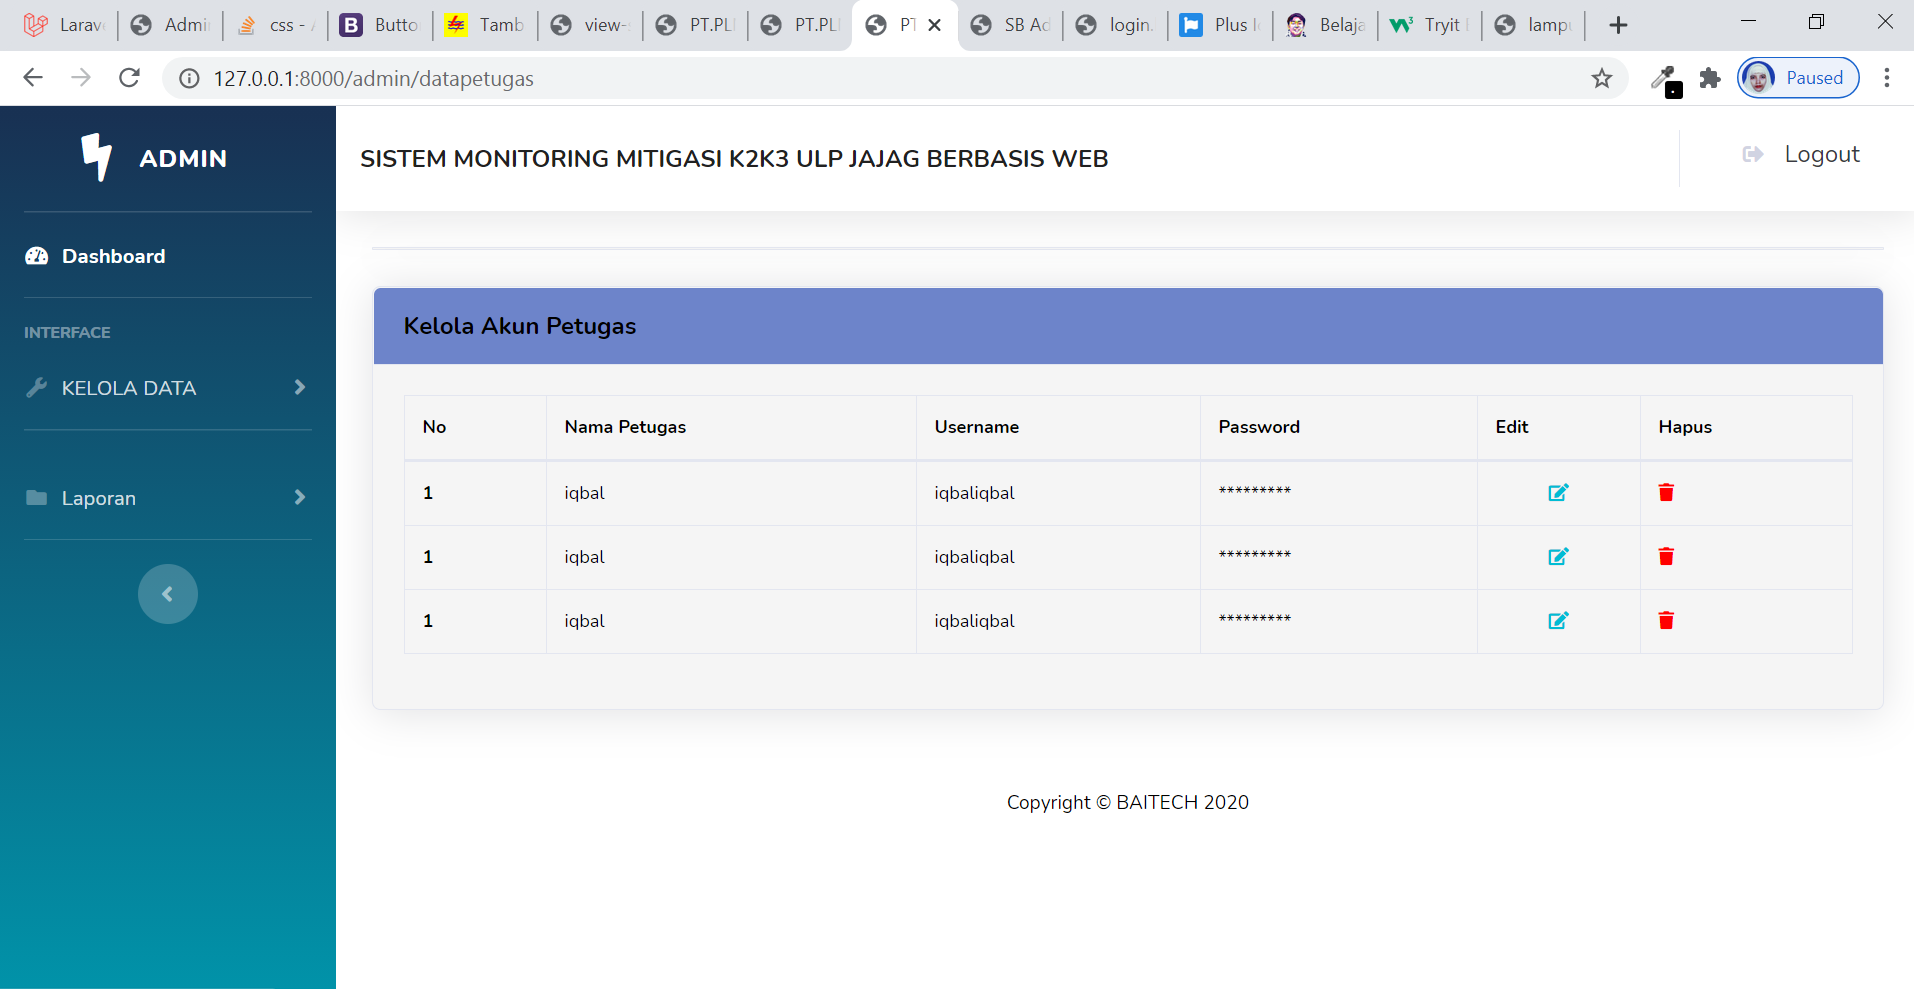 Larav
Admi
css - A
Butto
Tamb
view-
PT.PL
PT.PL
PT
SB Ad
login.
Plus I
Belaja
Tryit
lamp
127.0.0.1:8000/admin/datapetugas
Paused
ADMIN
SISTEM MONITORING MITIGASI K2K3 ULP JAJAG BERBASIS WEB
Logout
Dashboard
INTERFACE
KELOLA DATA
Laporan
Kelola Akun Petugas
No Nama Petugas Username Password Edit Hapus
1 iqbal iqbaliqbal *********
1 iqbal iqbaliqbal *********
1 iqbal iqbaliqbal *********
Copyright © BAITECH 2020